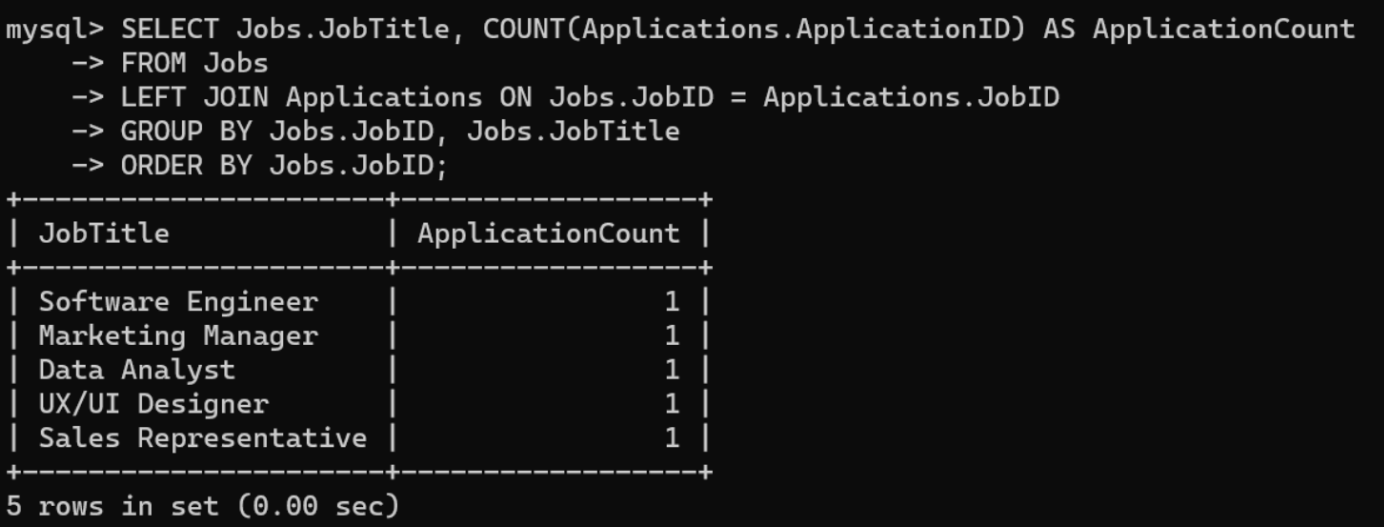 mysql> SELECT Jobs.JobTitle, COUNT(Applications.ApplicationID) AS ApplicationCount
    -> FROM Jobs
    -> LEFT JOIN Applications ON Jobs.JobID = Applications.JobID
    -> GROUP BY Jobs.JobID, Jobs.JobTitle
    -> ORDER BY Jobs.JobID;
+----------------------+------------------+
| JobTitle             | ApplicationCount |
+----------------------+------------------+
| Software Engineer    |                1 |
| Marketing Manager    |                1 |
| Data Analyst         |                1 |
| UX/UI Designer       |                1 |
| Sales Representative |                1 |
+----------------------+------------------+
5 rows in set (0.00 sec)